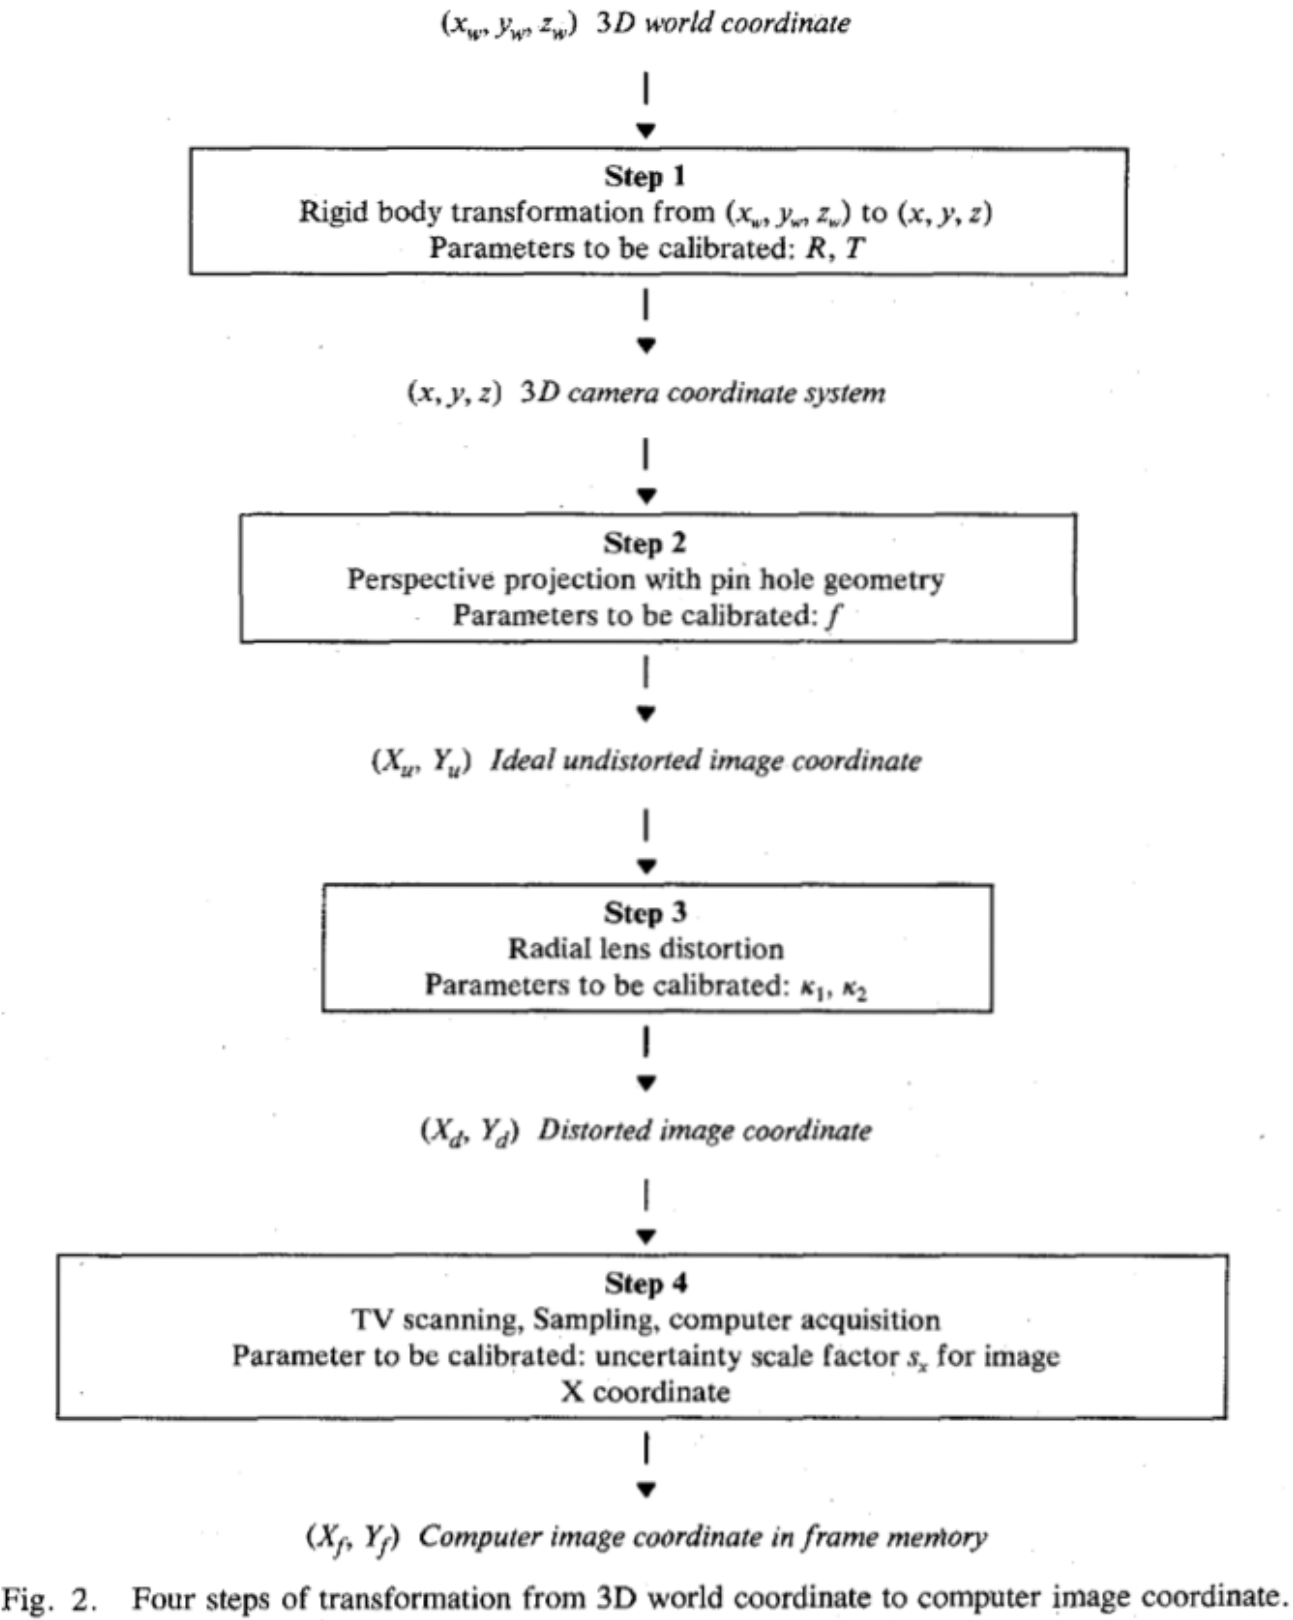 (x_w, y_w, z_w) 3D world coordinate
Step 1
Rigid body transformation from (x_w, y_w, z_w) to (x, y, z)
Parameters to be calibrated: R, T
(x, y, z) 3D camera coordinate system
Step 2
Perspective projection with pin hole geometry
Parameters to be calibrated: f
(X_u, Y_u) Ideal undistorted image coordinate
Step 3
Radial lens distortion
Parameters to be calibrated: κ₁, κ₂
(X_d, Y_d) Distorted image coordinate
Step 4
TV scanning, Sampling, computer acquisition
Parameter to be calibrated: uncertainty scale factor s_x for image
X coordinate
(X_f, Y_f) Computer image coordinate in frame memory
Fig. 2. Four steps of transformation from 3D world coordinate to computer image coordinate.